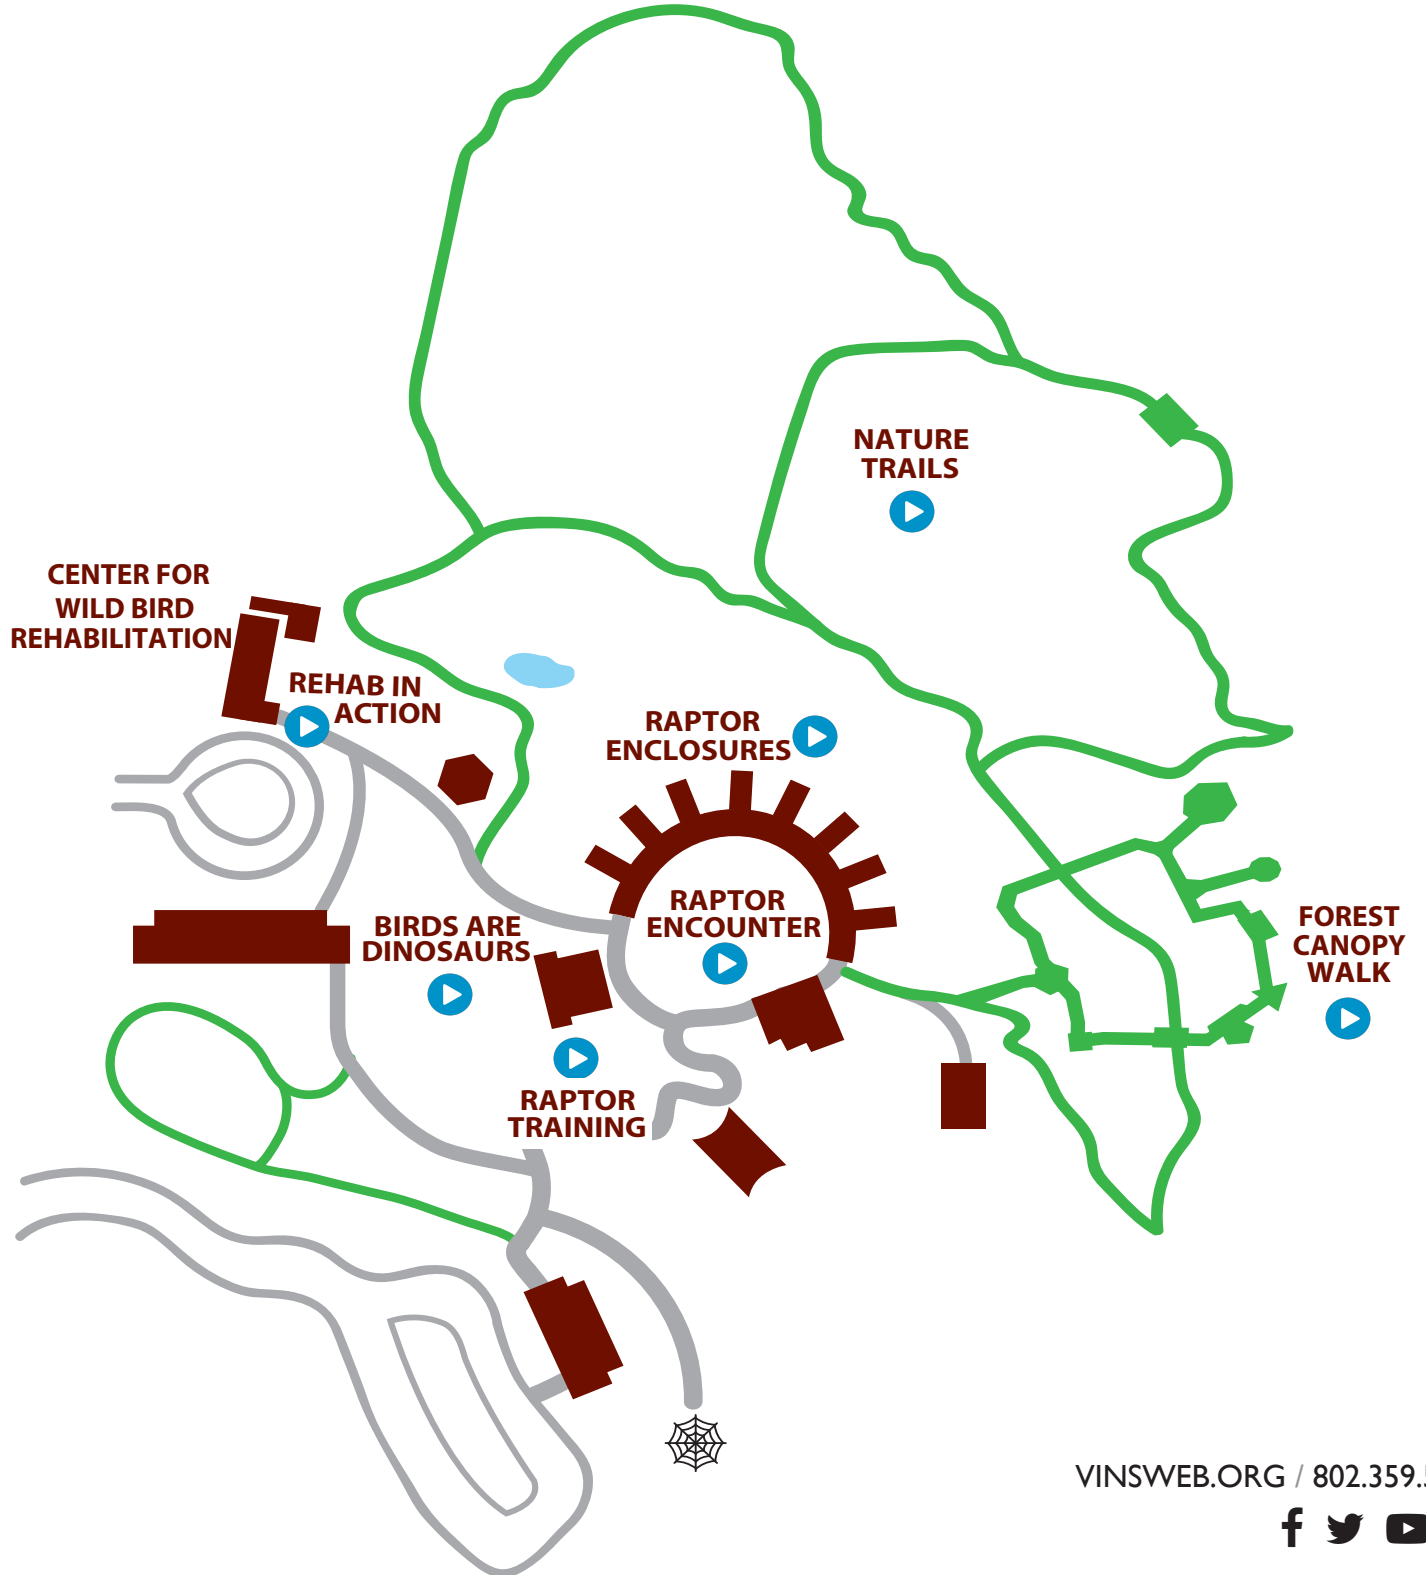 NATURE
TRAILS
CENTER FOR
WILD BIRD
REHABILITATION
REHAB IN
ACTION
RAPTOR
ENCLOSURES
RAPTOR
ENCOUNTER
BIRDS ARE
DINOSAURS
FOREST
CANOPY
WALK
RAPTOR
TRAINING
VINSWEB.ORG / 802.359.